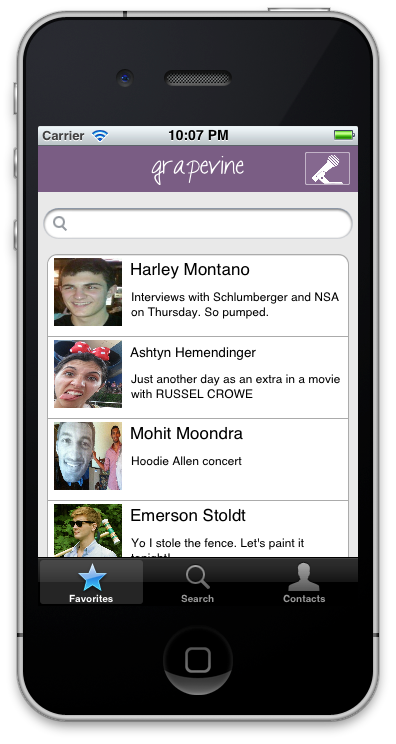 Carrier 10:07 PM
grapevine
Harley Montano
Interviews with Schlumberger and NSA
on Thursday. So pumped.
Ashtyn Hemendinger
Just another day as an extra in a movie
with RUSSEL CROWE
Mohit Moondra
Hoodie Allen concert
Emerson Stoldt
Yo I stole the fence. Let's paint it
tonight!
Favorites Search Contacts